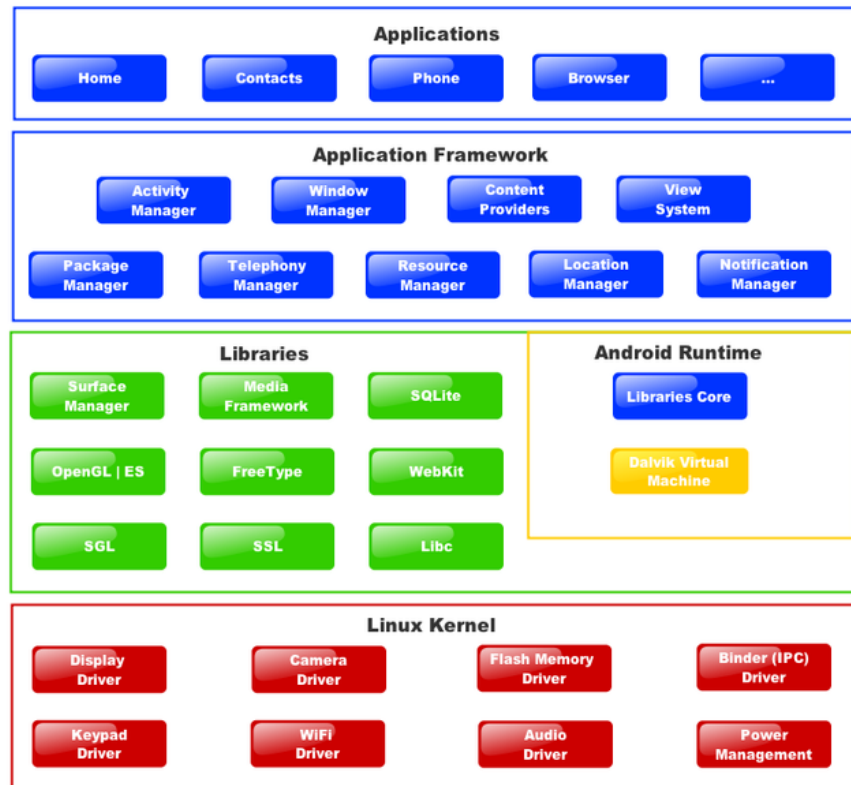 Applications
Home
Contacts
Phone
Browser
...
Application Framework
Activity
Manager
Window
Manager
Content
Providers
View
System
Package
Manager
Telephony
Manager
Resource
Manager
Location
Manager
Notification
Manager
Libraries
Surface
Manager
Media
Framework
SQLite
OpenGL | ES
FreeType
WebKit
SGL
SSL
Libc
Android Runtime
Libraries Core
Dalvik Virtual
Machine
Linux Kernel
Display
Driver
Camera
Driver
Flash Memory
Driver
Binder (IPC)
Driver
Keypad
Driver
WiFi
Driver
Audio
Driver
Power
Management